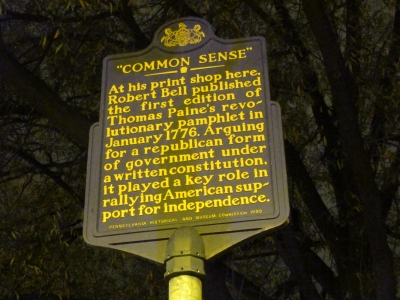 "COMMON SENSE"
At his print shop here,
Robert Bell published
the first edition of
Thomas Paine's revo-
lutionary pamphlet in
January 1776. Arguing
for a republican form
of government under
a written constitution,
it played a key role in
rallying American sup-
port for independence.
PENNSYLVANIA HISTORICAL AND MUSEUM COMMISSION 1993